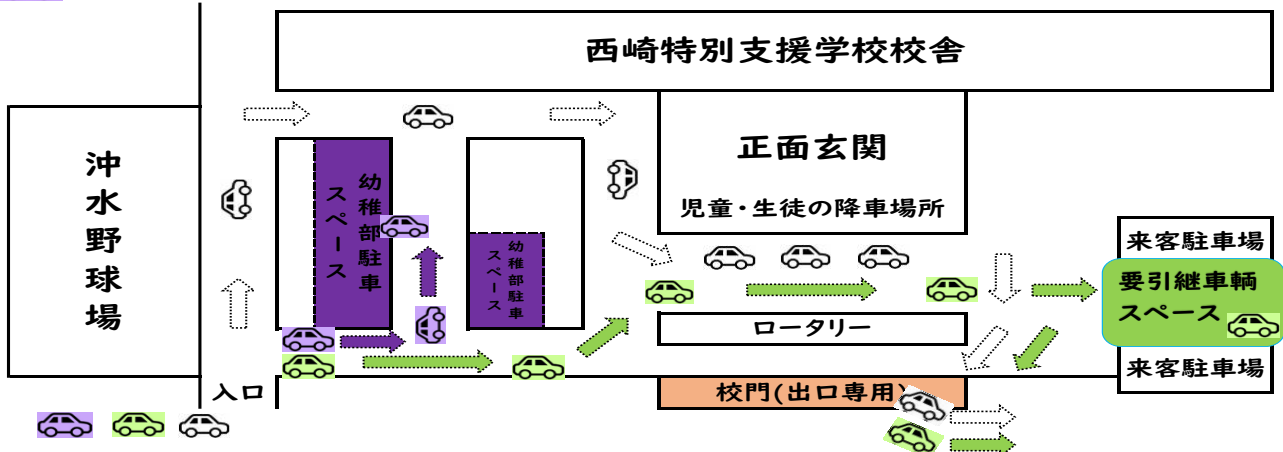 西崎特別支援学校校舎
沖水野球場
幼稚部駐車
スペース
幼稚部駐車
スペース
正面玄関
児童・生徒の降車場所
来客駐車場
要引継車輌
スペース
ロータリー
来客駐車場
入口
校門(出口専用)